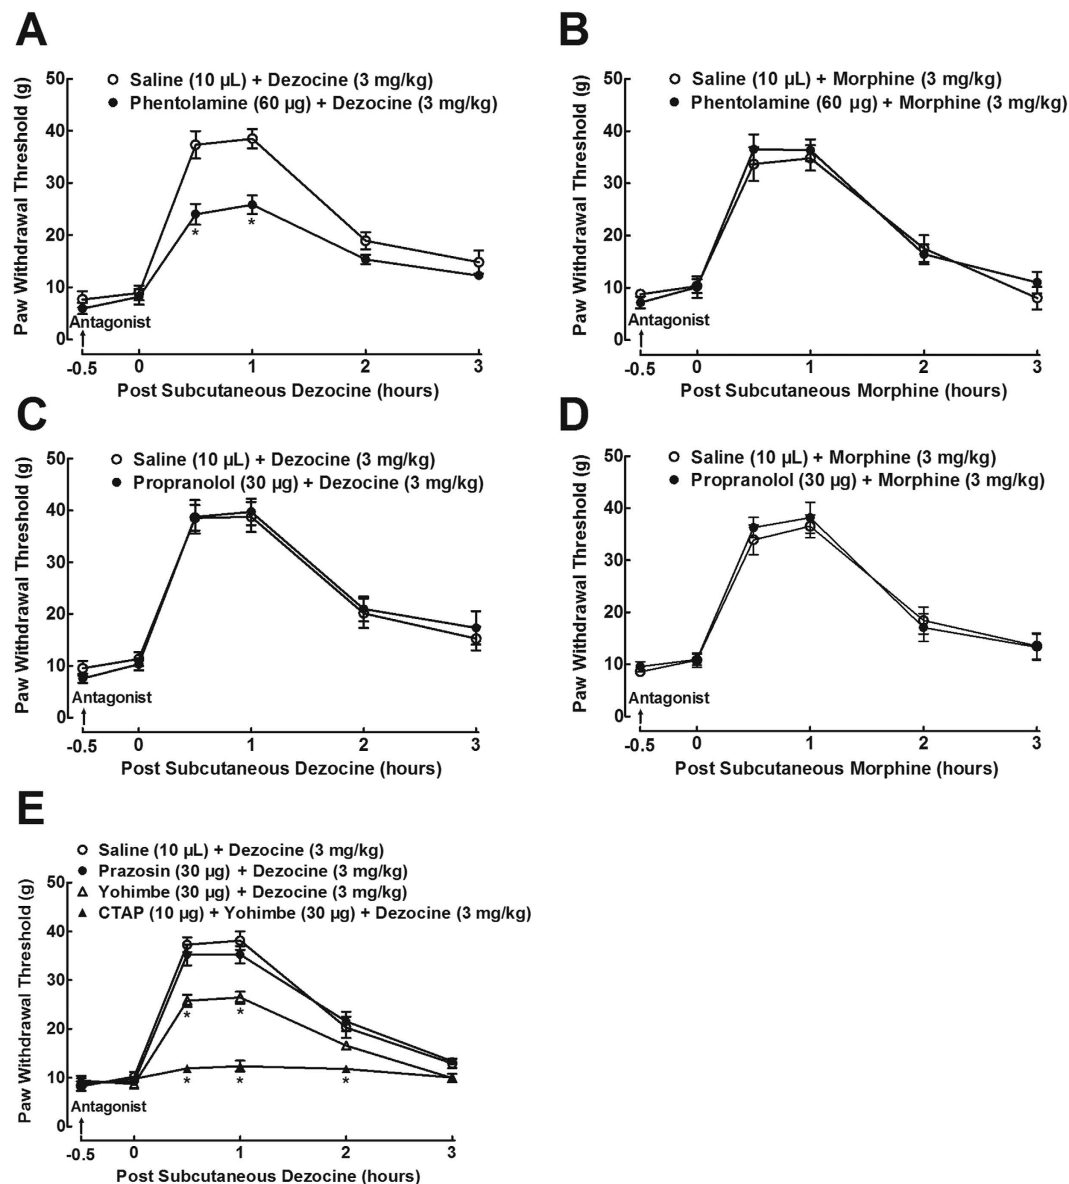 A
Saline (10 µL) + Dezocine (3 mg/kg)
Phentolamine (60 µg) + Dezocine (3 mg/kg)
Paw Withdrawal Threshold (g)
50
40
30
20
10
0
Antagonist
-0.5 0 1 2 3
Post Subcutaneous Dezocine (hours)
* *
B
Saline (10 µL) + Morphine (3 mg/kg)
Phentolamine (60 µg) + Morphine (3 mg/kg)
Paw Withdrawal Threshold (g)
50
40
30
20
10
0
Antagonist
-0.5 0 1 2 3
Post Subcutaneous Morphine (hours)
C
Saline (10 µL) + Dezocine (3 mg/kg)
Propranolol (30 µg) + Dezocine (3 mg/kg)
Paw Withdrawal Threshold (g)
50
40
30
20
10
0
Antagonist
-0.5 0 1 2 3
Post Subcutaneous Dezocine (hours)
D
Saline (10 µL) + Morphine (3 mg/kg)
Propranolol (30 µg) + Morphine (3 mg/kg)
Paw Withdrawal Threshold (g)
50
40
30
20
10
0
Antagonist
-0.5 0 1 2 3
Post Subcutaneous Morphine (hours)
E
Saline (10 µL) + Dezocine (3 mg/kg)
Prazosin (30 µg) + Dezocine (3 mg/kg)
Yohimbe (30 µg) + Dezocine (3 mg/kg)
CTAP (10 µg) + Yohimbe (30 µg) + Dezocine (3 mg/kg)
Paw Withdrawal Threshold (g)
50
40
30
20
10
0
* *
* * *
Antagonist
-0.5 0 1 2 3
Post Subcutaneous Dezocine (hours)